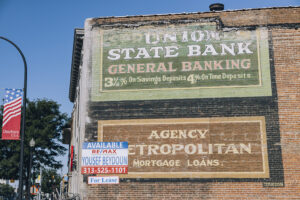 UNION
STATE BANK
GENERAL BANKING
3½% On Savings Deposits 4% On Time Deposits
AGENCY
METROPOLITAN
MORTGAGE LOANS.
AVAILABLE
RE/MAX
YOUSEF BEYDOUN
313-525-1101
For Lease
Dearborn